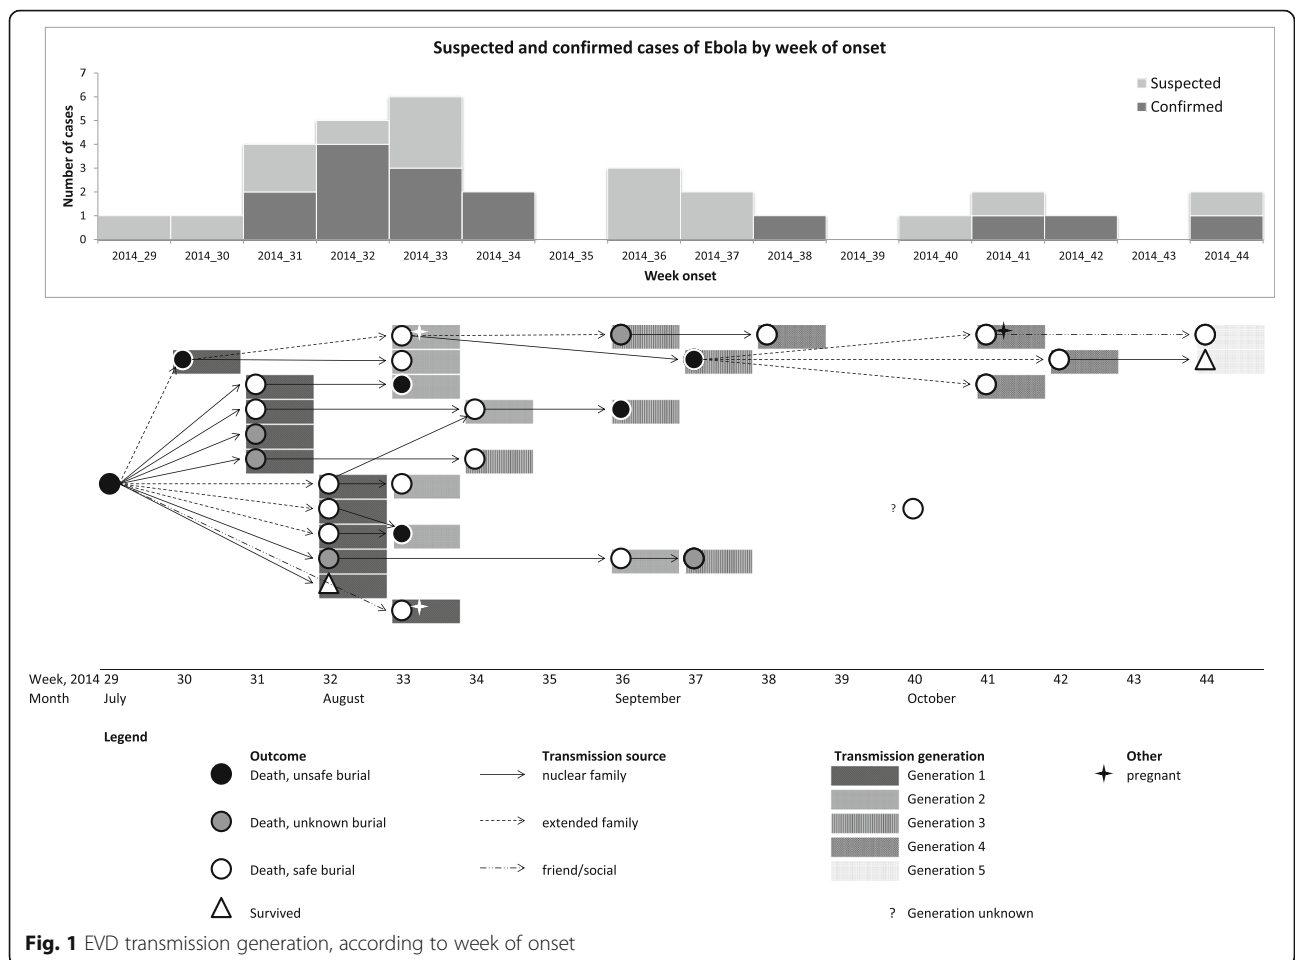 Suspected and confirmed cases of Ebola by week of onset
7
6
5
4
3
2
1
0
Number of cases
Suspected
Confirmed
2014_29 2014_30 2014_31 2014_32 2014_33 2014_34 2014_35 2014_36 2014_37 2014_38 2014_39 2014_40 2014_41 2014_42 2014_43 2014_44
Week onset
?
Week, 2014 29 30 31 32 33 34 35 36 37 38 39 40 41 42 43 44
Month July August September October
Legend
Outcome Transmission source Transmission generation Other
Death, unsafe burial nuclear family Generation 1 pregnant
Generation 2
Death, unknown burial extended family Generation 3
Generation 4
Death, safe burial friend/social Generation 5
Survived ? Generation unknown
Fig. 1 EVD transmission generation, according to week of onset